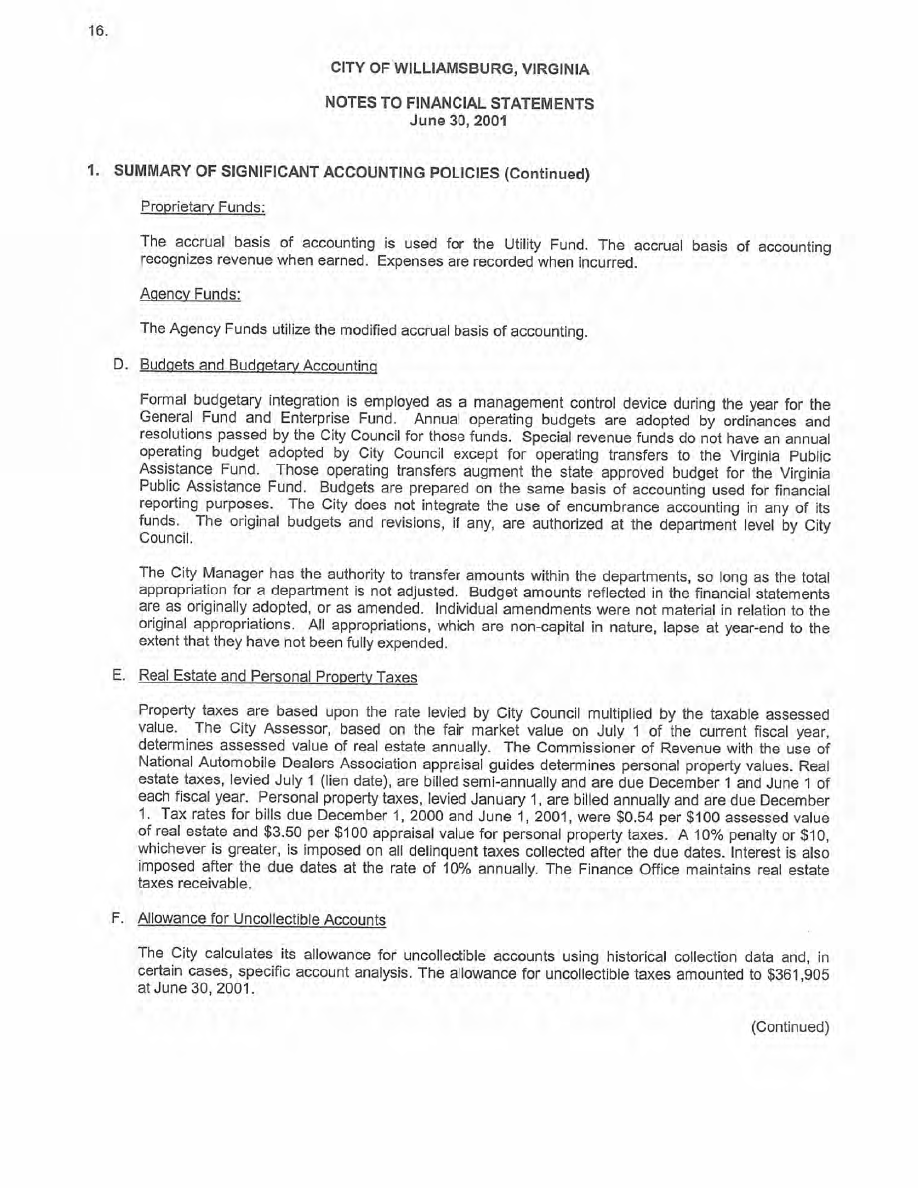 16.
CITY OF WILLIAMSBURG, VIRGINIA
NOTES TO FINANCIAL STATEMENTS
June 30, 2001
1. SUMMARY OF SIGNIFICANT ACCOUNTING POLICIES (Continued)
Proprietary Funds:
The accrual basis of accounting is used for the Utility Fund. The accrual basis of accounting
recognizes revenue when earned. Expenses are recorded when incurred.
Agency Funds:
The Agency Funds utilize the modified accrual basis of accounting.
D. Budgets and Budgetary Accounting
Formal budgetary integration is employed as a management control device during the year for the
General Fund and Enterprise Fund. Annual operating budgets are adopted by ordinances and
resolutions passed by the City Council for those funds. Special revenue funds do not have an annual
operating budget adopted by City Council except for operating transfers to the Virginia Public
Assistance Fund. Those operating transfers augment the state approved budget for the Virginia
Public Assistance Fund. Budgets are prepared on the same basis of accounting used for financial
reporting purposes. The City does not integrate the use of encumbrance accounting in any of its
funds. The original budgets and revisions, if any, are authorized at the department level by City
Council.
The City Manager has the authority to transfer amounts within the departments, so long as the total
appropriation for a department is not adjusted. Budget amounts reflected in the financial statements
are as originally adopted, or as amended. Individual amendments were not material in relation to the
original appropriations. All appropriations, which are non-capital in nature, lapse at year-end to the
extent that they have not been fully expended.
E. Real Estate and Personal Property Taxes
Property taxes are based upon the rate levied by City Council multiplied by the taxable assessed
value. The City Assessor, based on the fair market value on July 1 of the current fiscal year,
determines assessed value of real estate annually. The Commissioner of Revenue with the use of
National Automobile Dealers Association appraisal guides determines personal property values. Real
estate taxes, levied July 1 (lien date), are billed semi-annually and are due December 1 and June 1 of
each fiscal year. Personal property taxes, levied January 1, are billed annually and are due December
1. Tax rates for bills due December 1, 2000 and June 1, 2001, were $0.54 per $100 assessed value
of real estate and $3.50 per $100 appraisal value for personal property taxes. A 10% penalty or $10,
whichever is greater, is imposed on all delinquent taxes collected after the due dates. Interest is also
imposed after the due dates at the rate of 10% annually. The Finance Office maintains real estate
taxes receivable.
F. Allowance for Uncollectible Accounts
The City calculates its allowance for uncollectible accounts using historical collection data and, in
certain cases, specific account analysis. The allowance for uncollectible taxes amounted to $361,905
at June 30, 2001.
(Continued)